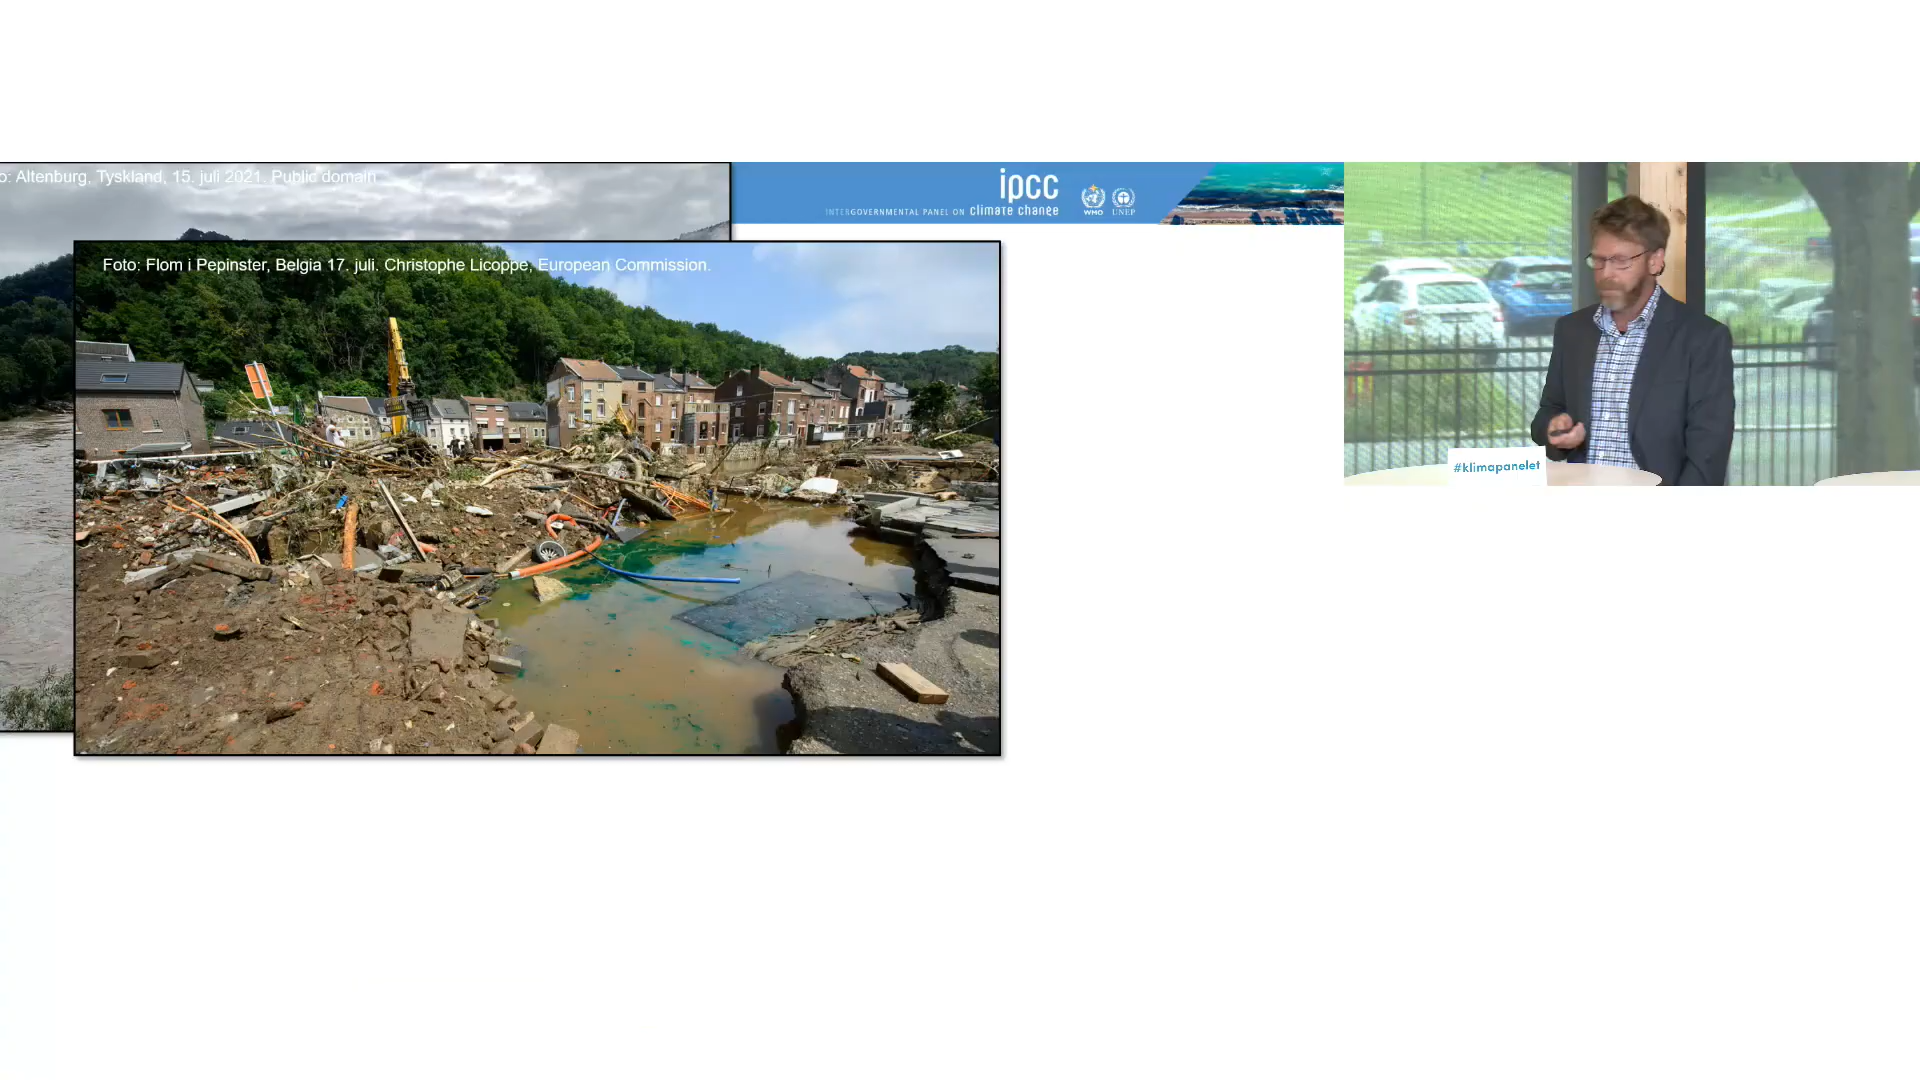 o: Altenburg, Tyskland, 15. juli 2021. Public domain
ipcc
INTERGOVERNMENTAL PANEL ON climate change
WMO
UNEP
Foto: Flom i Pepinster, Belgia 17. juli. Christophe Licoppe, European Commission.
#klimapanelet